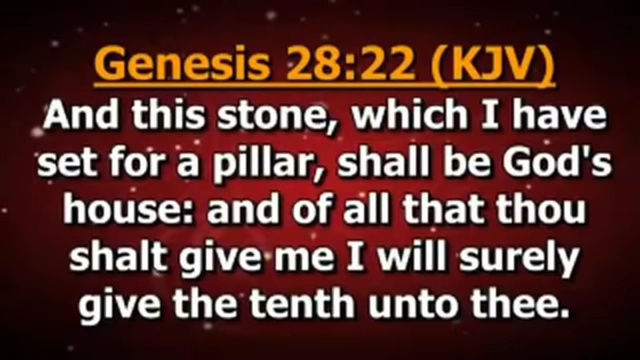 Genesis 28:22 (KJV)
And this stone, which I have
set for a pillar, shall be God's
house: and of all that thou
shalt give me I will surely
give the tenth unto thee.